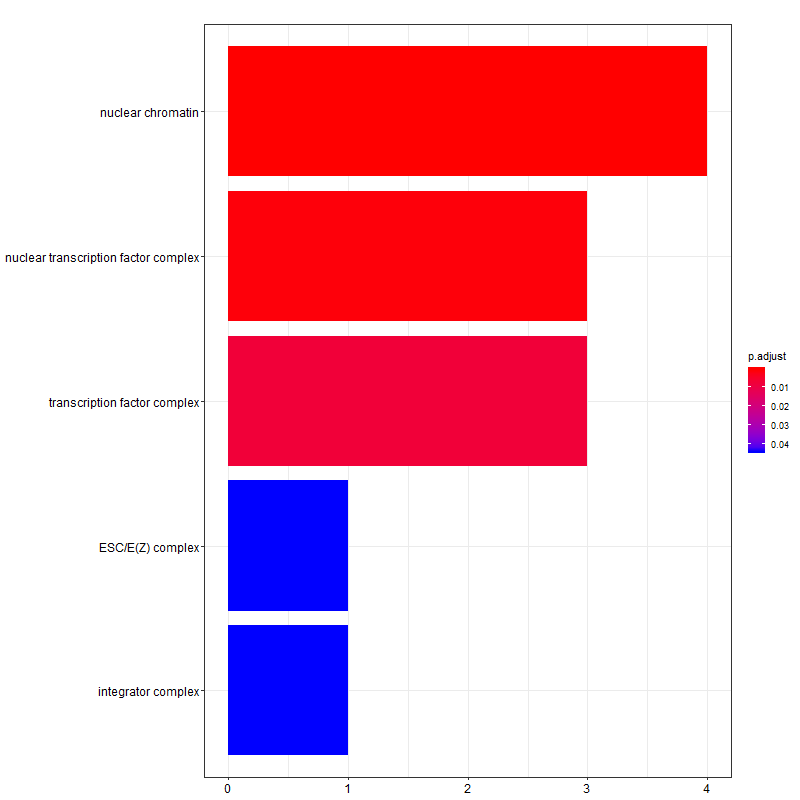 nuclear chromatin
nuclear transcription factor complex
transcription factor complex
ESC/E(Z) complex
integrator complex
0 1 2 3 4
p.adjust
0.01
0.02
0.03
0.04